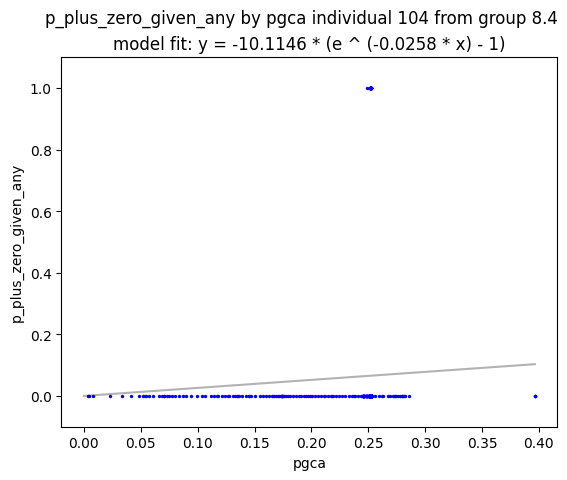 p_plus_zero_given_any by pgca individual 104 from group 8.4
model fit: y = -10.1146 * (e ^ (-0.0258 * x) - 1)
1.0
0.8
0.6
0.4
0.2
0.0
p_plus_zero_given_any
0.00 0.05 0.10 0.15 0.20 0.25 0.30 0.35 0.40
pgca